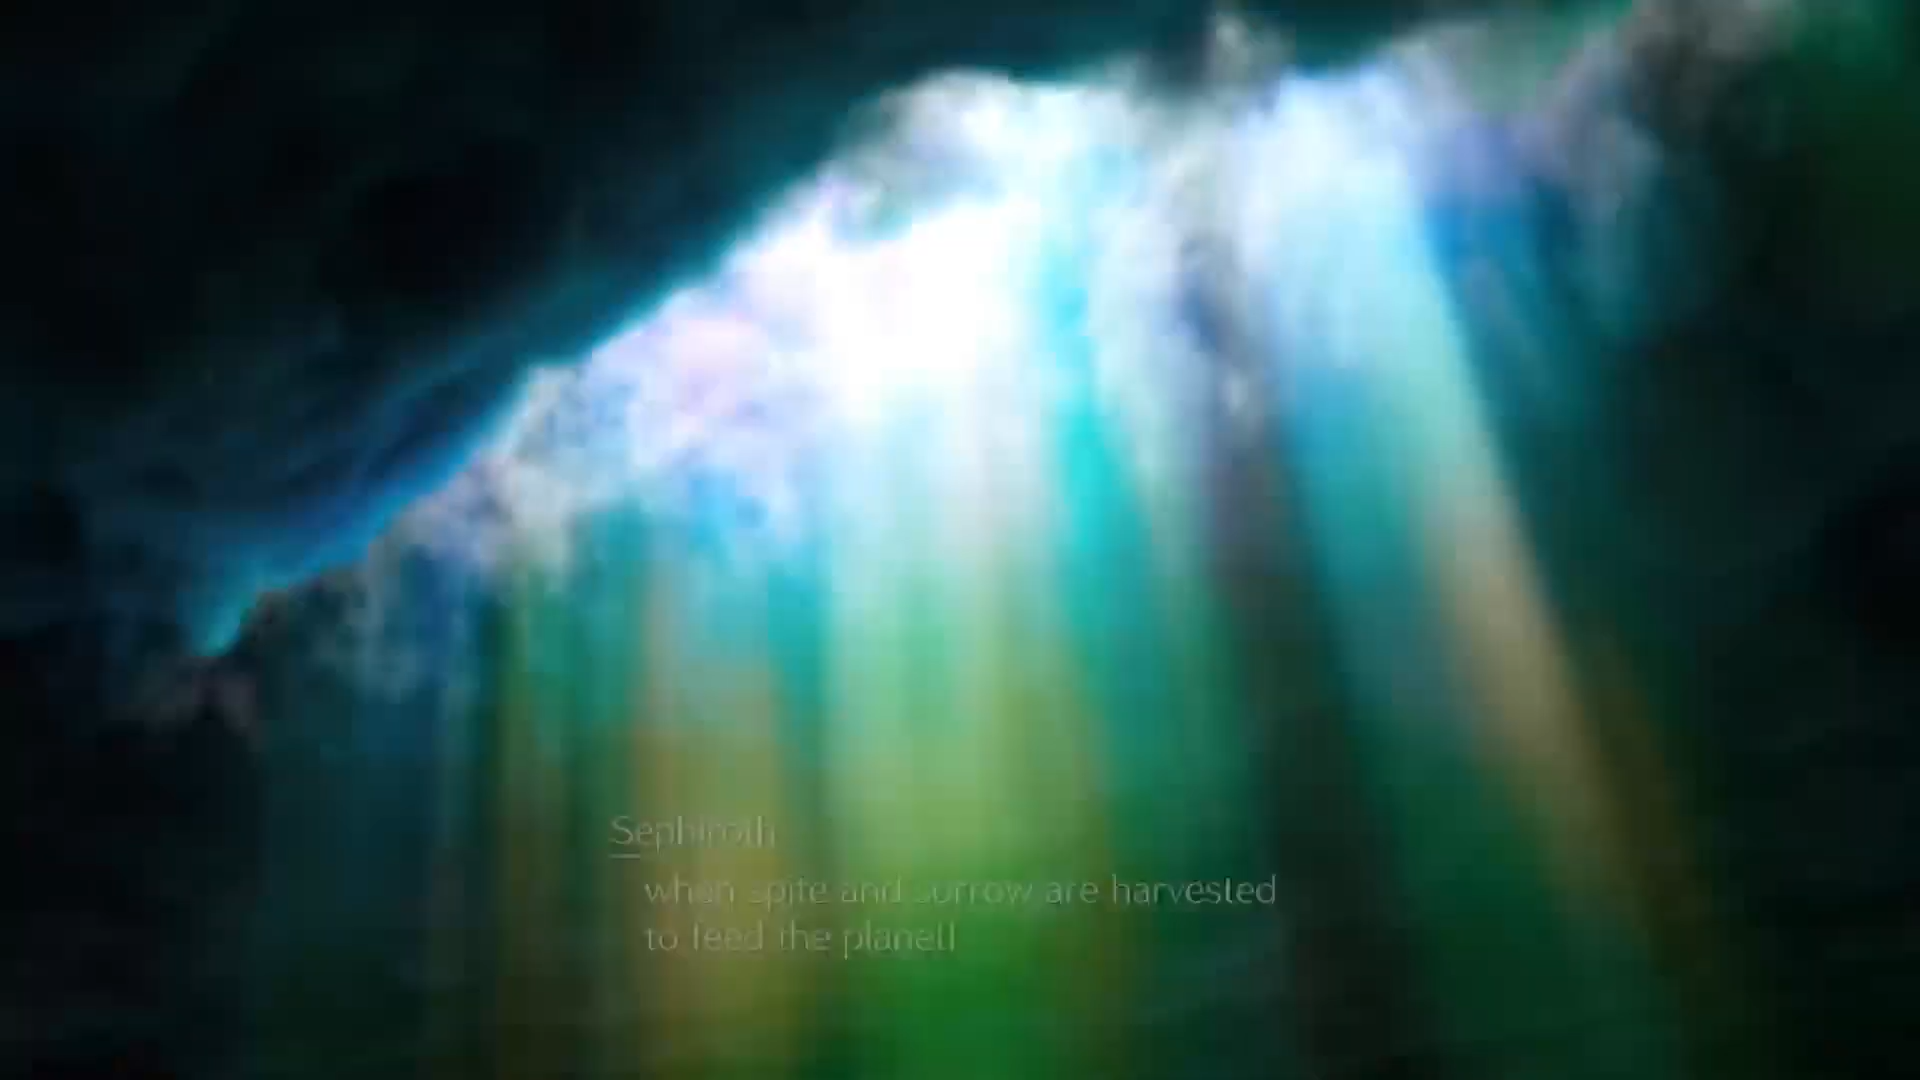 Sephiroth
when spite and sorrow are harvested
to feed the planet!